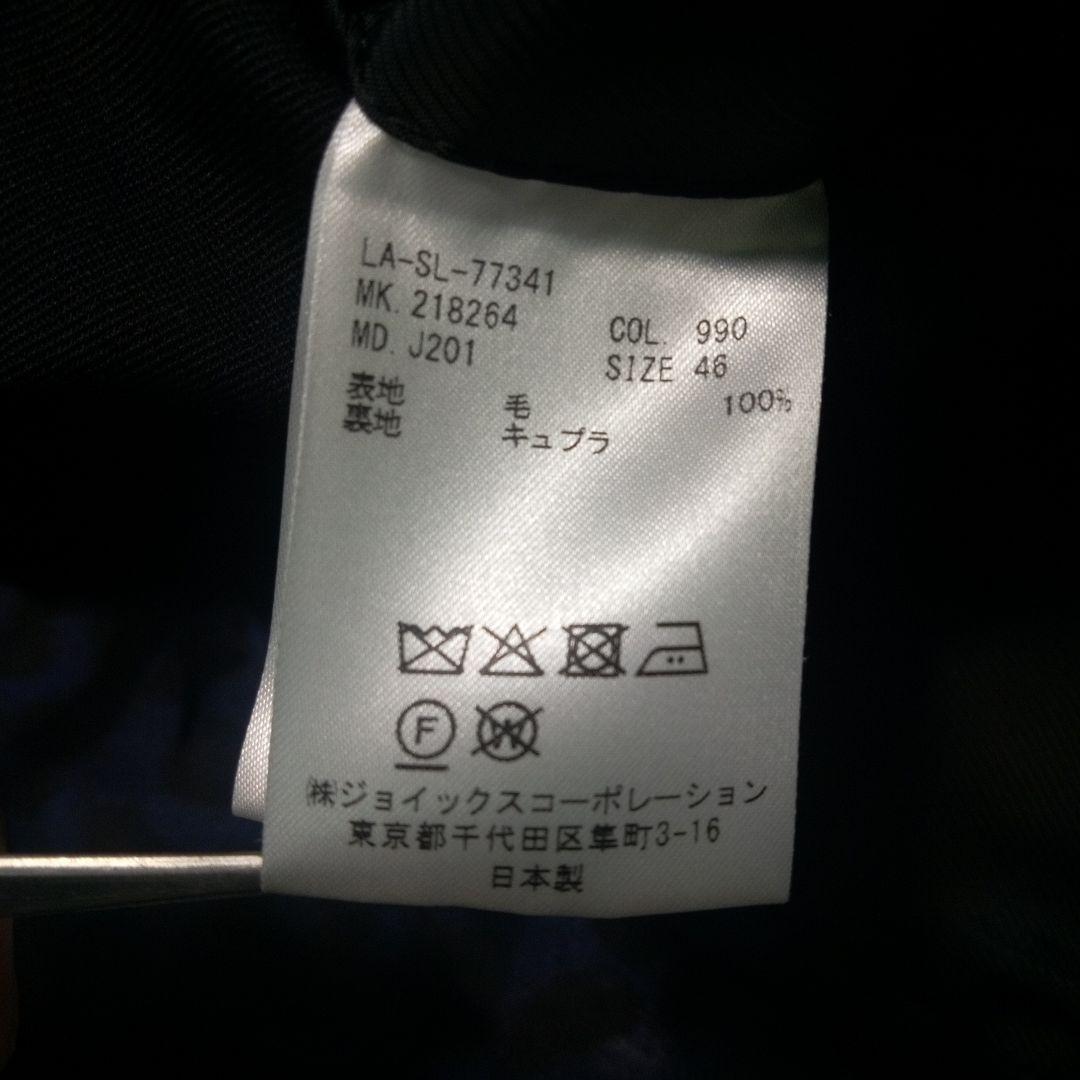 LA-SL-77341
MK. 218264 COL. 990
MD. J201 SIZE 46
表地 毛 100%
裏地 キュプラ
F W
㈱ジョイックスコーポレーション
東京都千代田区隼町3-16
日本製